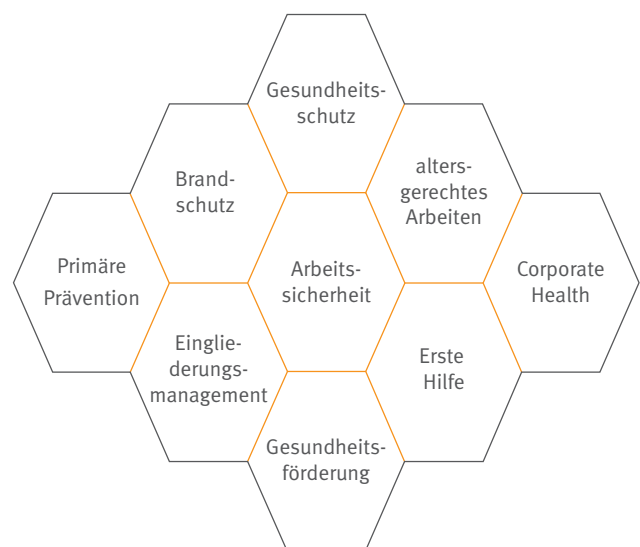 Gesundheits-
schutz
Brand-
schutz
alters-
gerechtes
Arbeiten
Primäre
Prävention
Arbeits-
sicherheit
Corporate
Health
Einglie-
derungs-
management
Erste
Hilfe
Gesundheits-
förderung